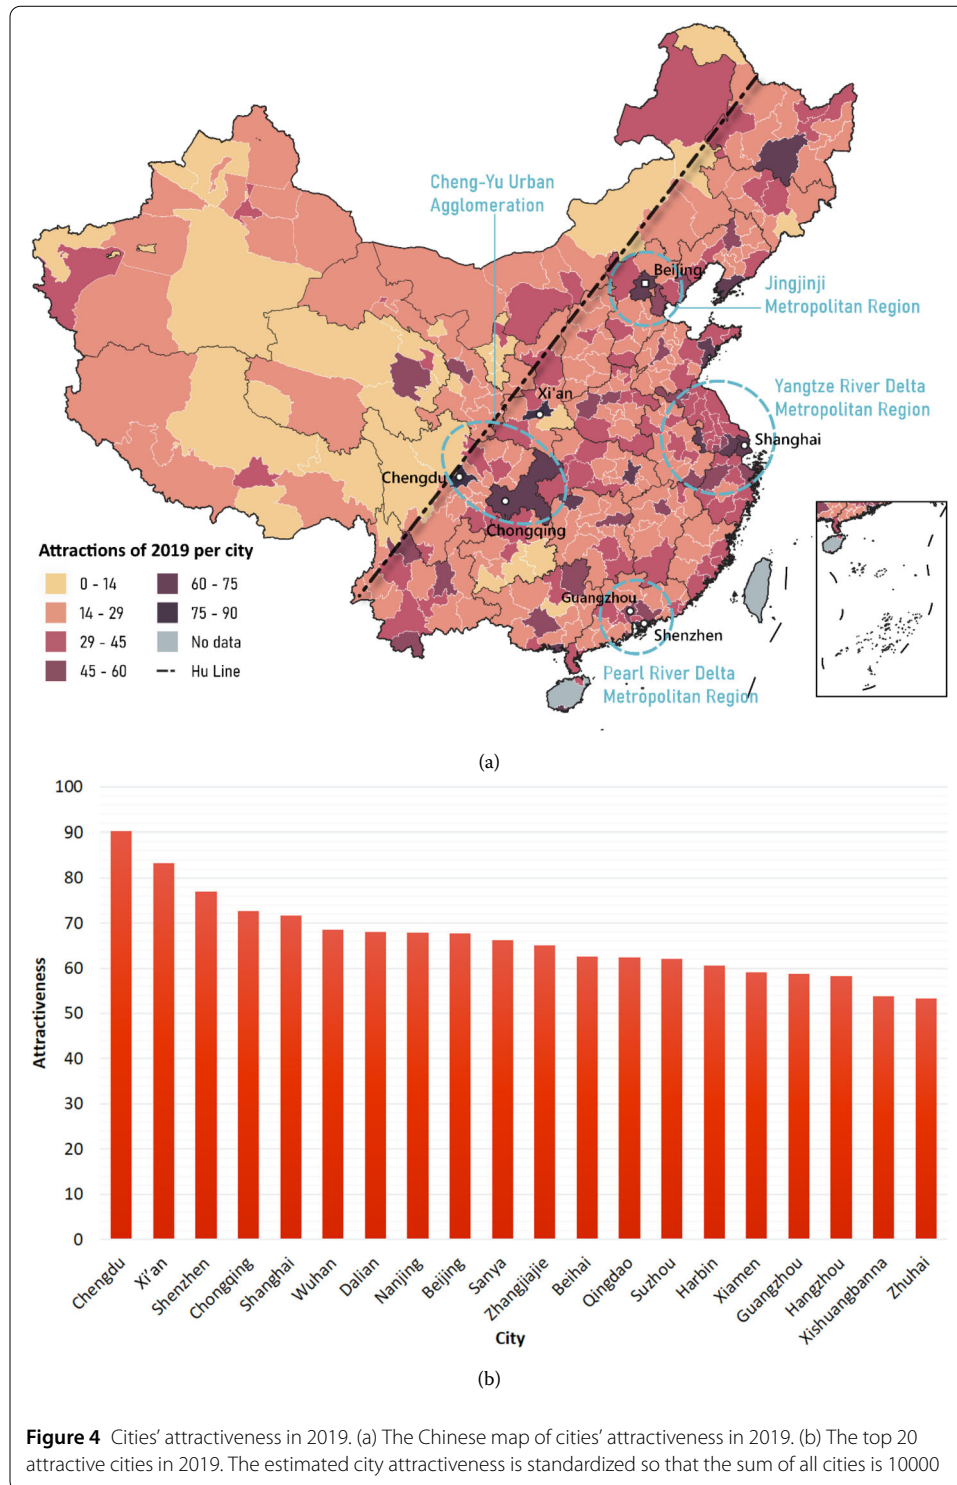 Cheng-Yu Urban
Agglomeration
Beijing
Jingjinji
Metropolitan Region
Xi'an
Yangtze River Delta
Metropolitan Region
Shanghai
Chengdu
Chongqing
Attractions of 2019 per city
0 - 14
60 - 75
14 - 29
75 - 90
29 - 45
No data
45 - 60
Hu Line
Guangzhou
Shenzhen
Pearl River Delta
Metropolitan Region
(a)
100
90
80
70
60
50
40
30
20
10
0
Attractiveness
Chengdu
Xi'an
Shenzhen
Chongqing
Shanghai
Wuhan
Dalian
Nanjing
Beijing
Sanya
Zhangjiajie
Beihai
Qingdao
Suzhou
Harbin
Xiamen
Guangzhou
Hangzhou
Xishuangbanna
Zhuhai
City
(b)
Figure 4 Cities' attractiveness in 2019. (a) The Chinese map of cities' attractiveness in 2019. (b) The top 20
attractive cities in 2019. The estimated city attractiveness is standardized so that the sum of all cities is 10000